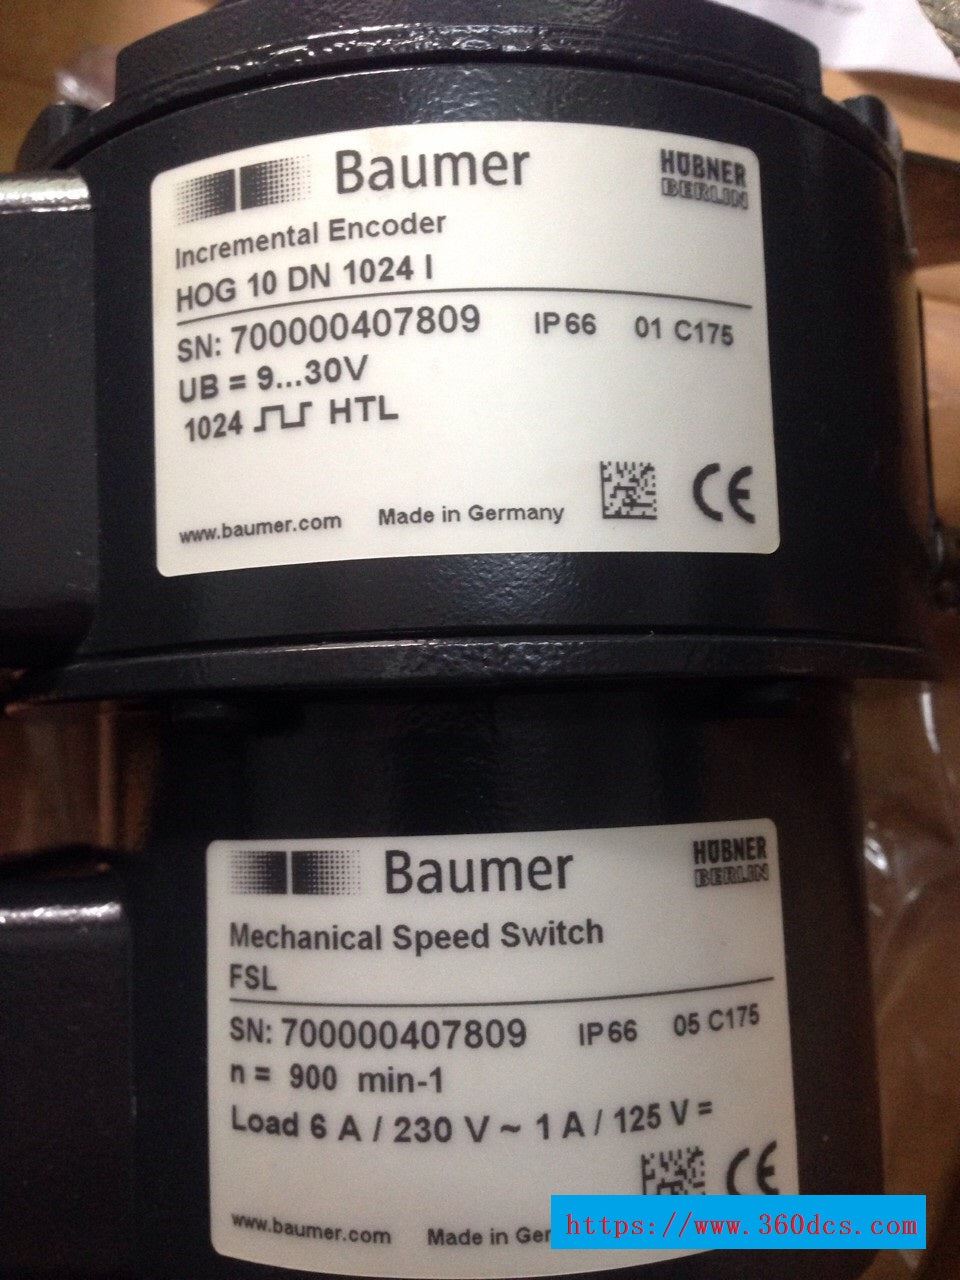 Baumer
HÜBNER
BERLIN
Incremental Encoder
HOG 10 DN 1024 I
SN: 700000407809 IP66 01 C175
UB = 9...30V
1024 HTL
www.baumer.com Made in Germany CE
Baumer
HÜBNER
BERLIN
Mechanical Speed Switch
FSL
SN: 700000407809 IP66 05 C175
n = 900 min-1
Load 6 A / 230 V ~ 1 A / 125 V =
CE
www.baumer.com Made in Ger
https://www.360dcs.com